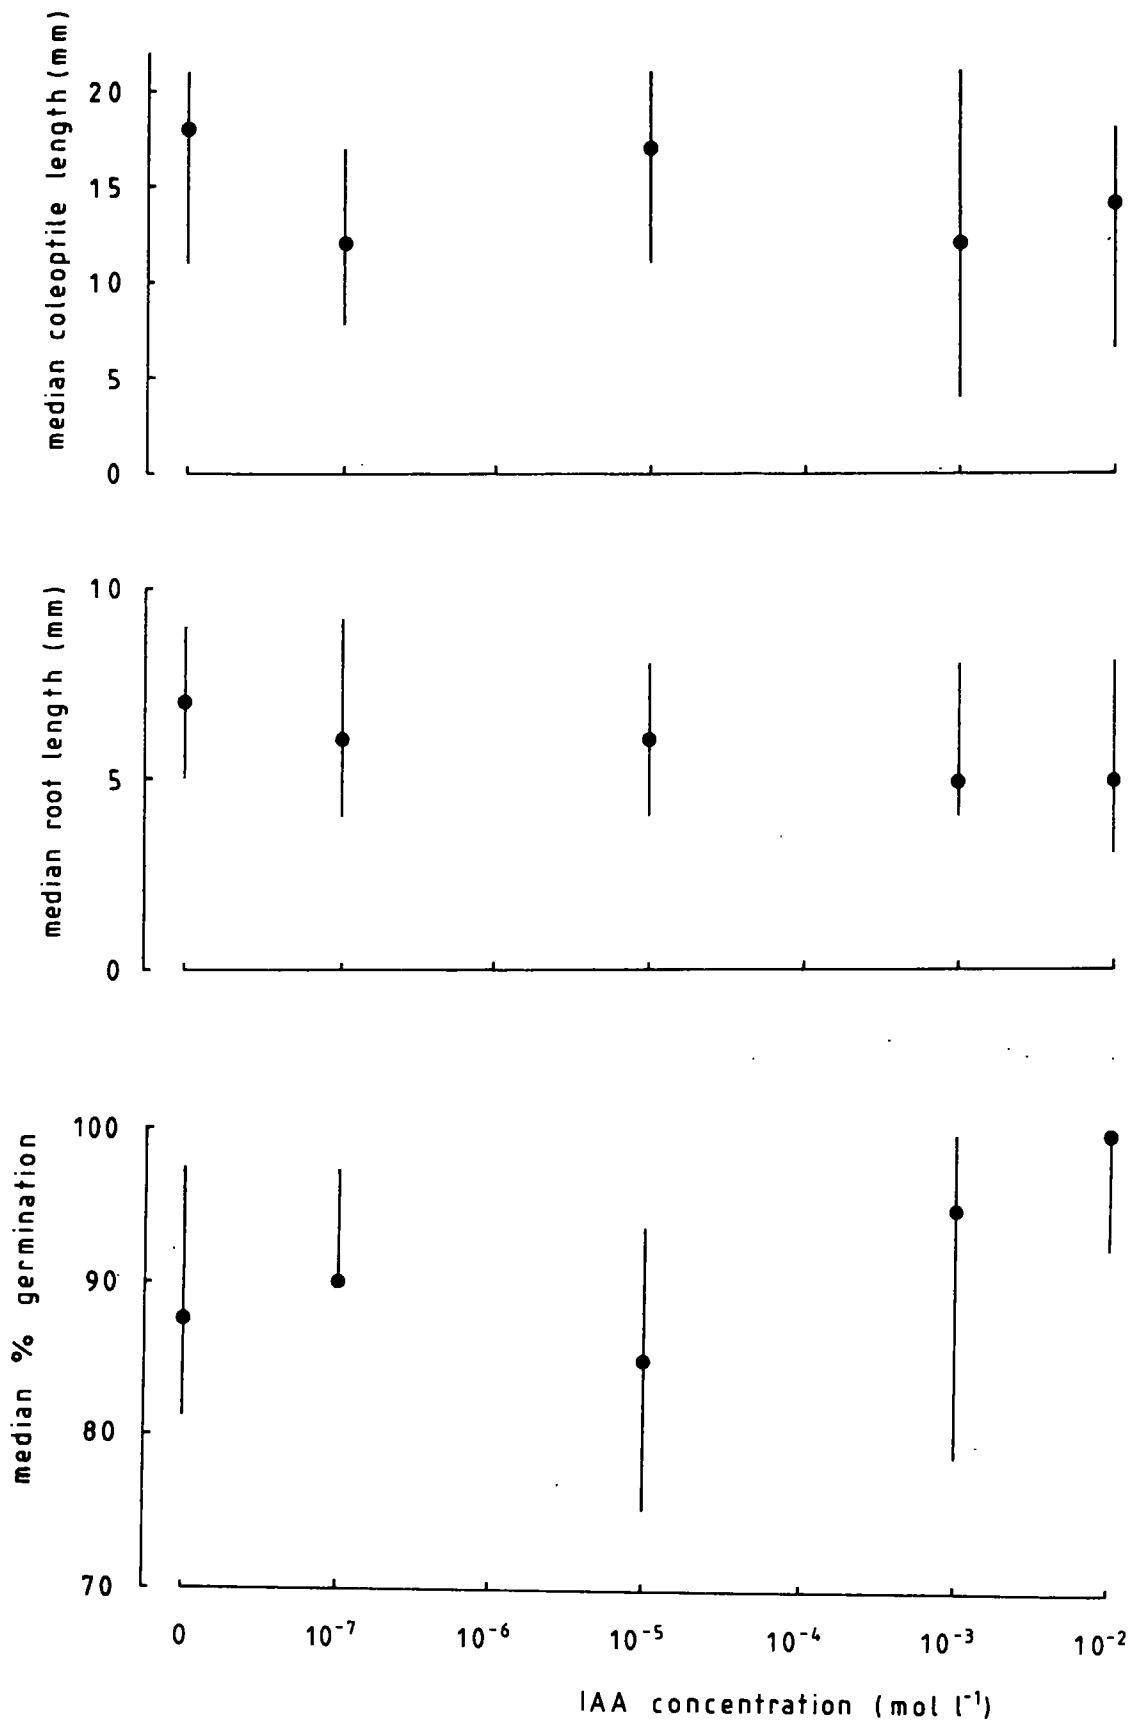 median coleoptile length (mm)
20
15
10
5
0
median root length (mm)
10
5
0
median % germination
100
90
80
70
0 10⁻⁷ 10⁻⁶ 10⁻⁵ 10⁻⁴ 10⁻³ 10⁻²
IAA concentration (mol l⁻¹)